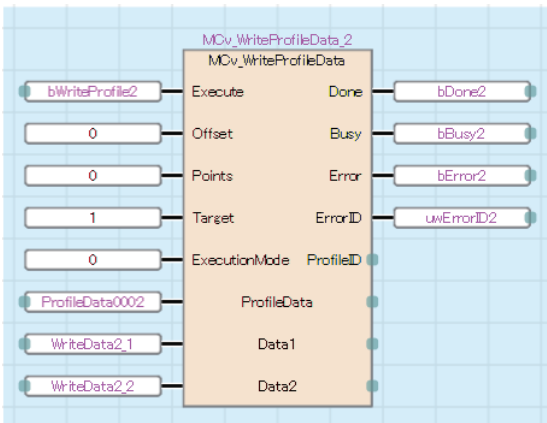 MCv_WriteProfileData_2
MCv_WriteProfileData
bWriteProfile2 Execute Done bDone2
0 Offset Busy bBusy2
0 Points Error bError2
1 Target ErrorID uwErrorID2
0 ExecutionMode ProfileID
ProfileData0002 ProfileData
WriteData2_1 Data1
WriteData2_2 Data2